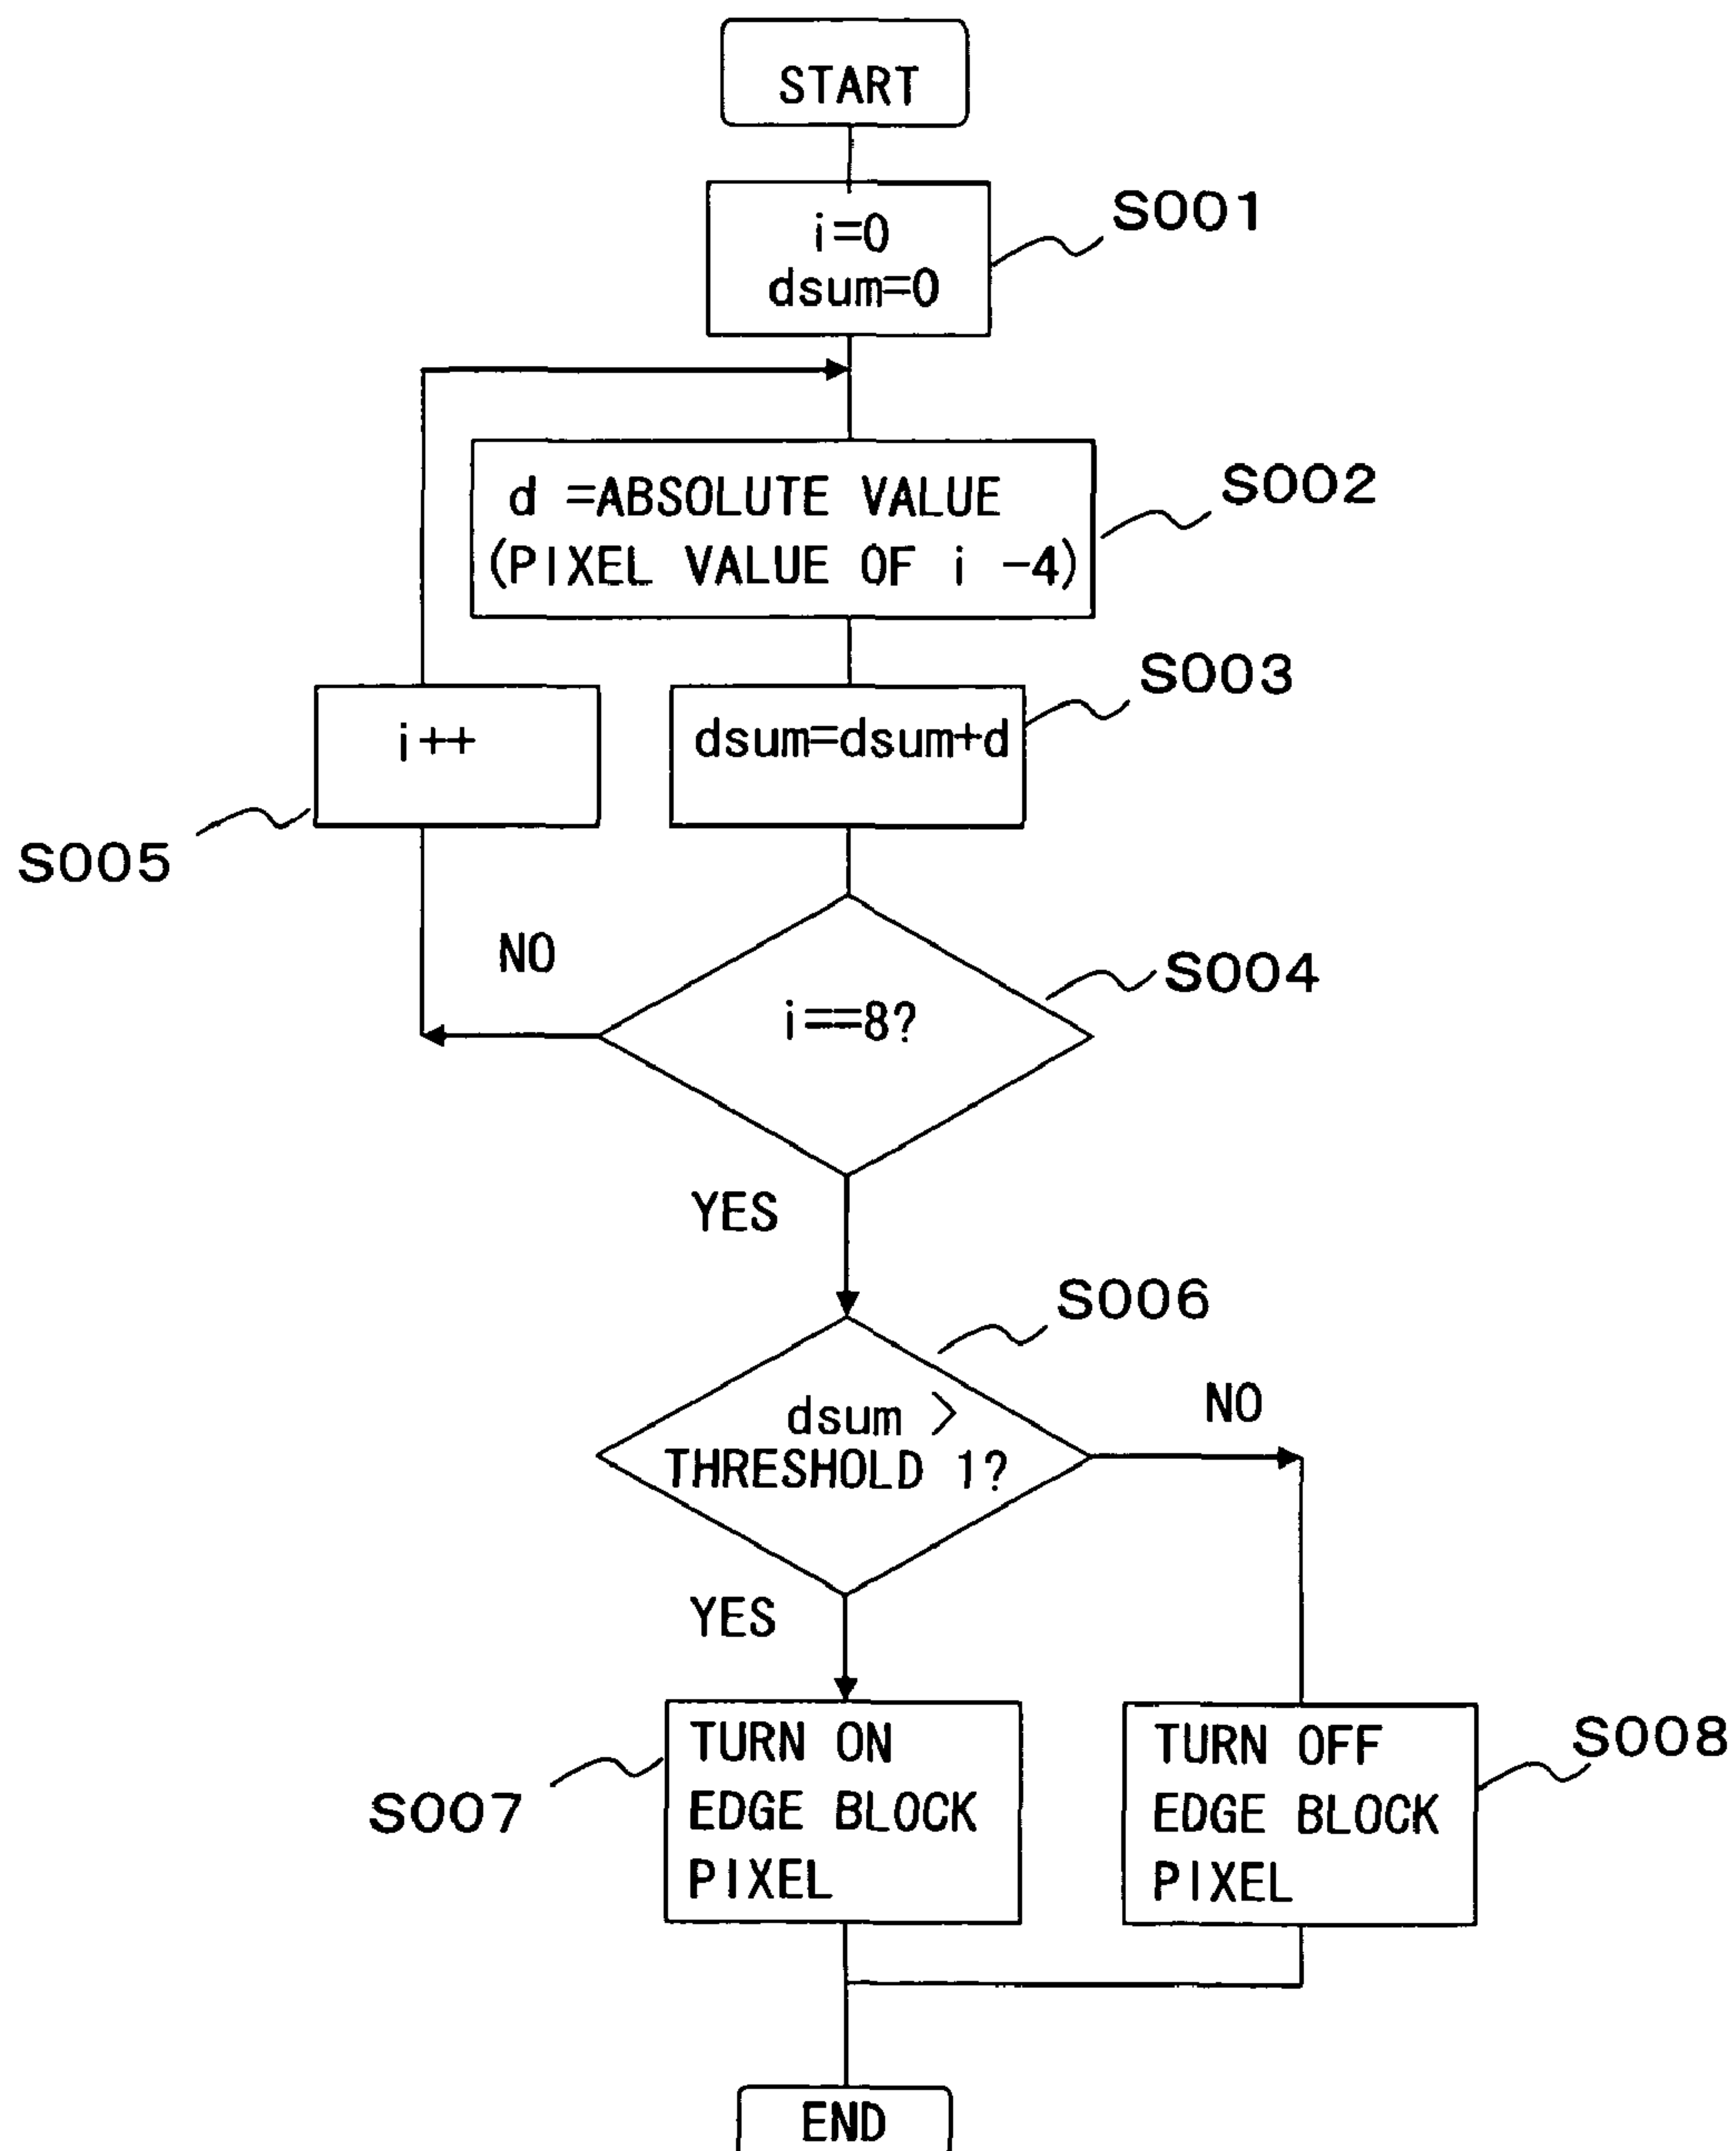 START
i=0
dsum=0
S001
d =ABSOLUTE VALUE
(PIXEL VALUE OF i -4)
S002
i++
S005
dsum=dsum+d
S003
i==8?
S004
NO
YES
dsum >
THRESHOLD 1?
S006
NO
YES
TURN ON
EDGE BLOCK
PIXEL
S007
TURN OFF
EDGE BLOCK
PIXEL
S008
END